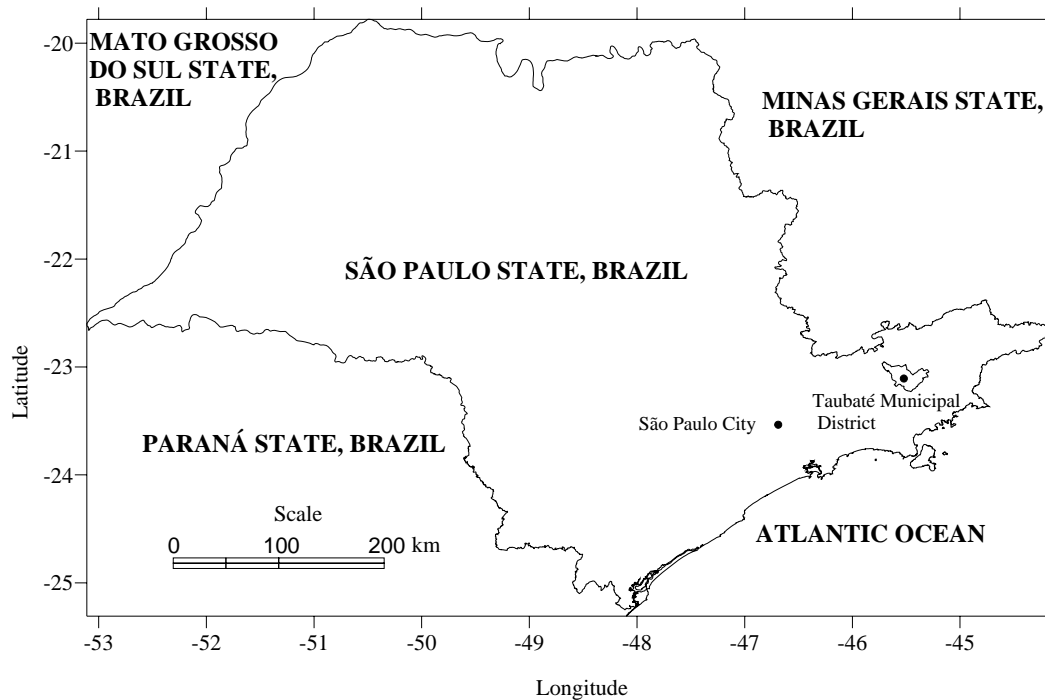 MATO GROSSO
DO SUL STATE,
BRAZIL
MINAS GERAIS STATE,
BRAZIL
SÃO PAULO STATE, BRAZIL
Taubaté Municipal
District
São Paulo City
PARANÁ STATE, BRAZIL
ATLANTIC OCEAN
Scale
0 100 200 km
Latitude
-20
-21
-22
-23
-24
-25
-53 -52 -51 -50 -49 -48 -47 -46 -45
Longitude